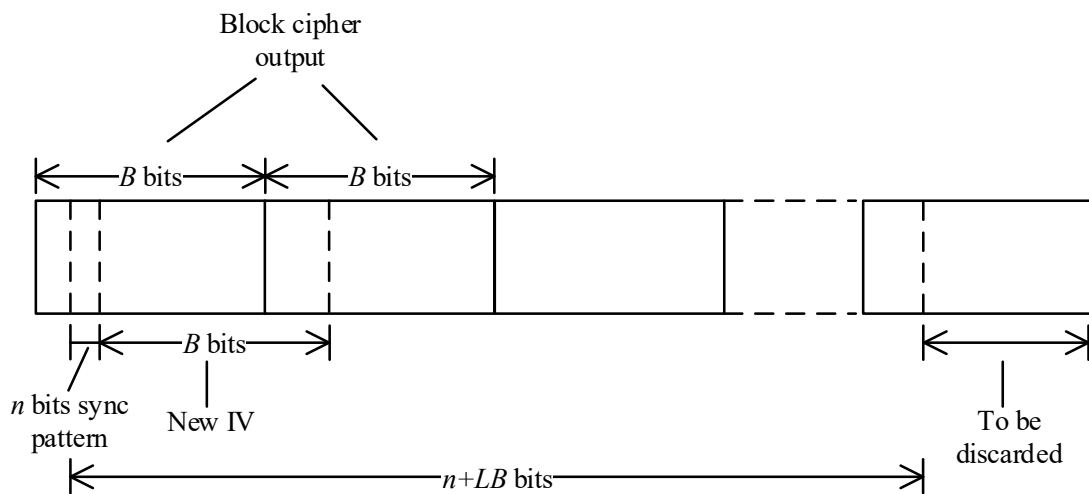 Block cipher
output
B bits
B bits
B bits
n bits sync
pattern
New IV
To be
discarded
n+LB bits